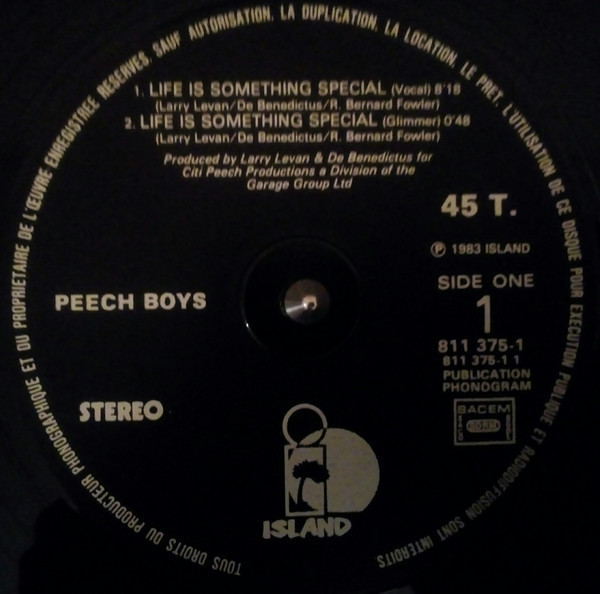 TOUS DROITS DU PRODUCTEUR PHONOGRAPHIQUE ET DU PROPRIETAIRE DE L'ŒUVRE ENREGISTREE RESERVES. SAUF AUTORISATION, LA DUPLICATION, LA LOCATION, LE PRET, L'UTILISATION DE CE DISQUE POUR EXECUTION PUBLIQUE ET RADIODIFFUSION SONT INTERDITS
1. LIFE IS SOMETHING SPECIAL (Vocal) 8'18
(Larry Levan/De Benedictus/R. Bernard Fowler)
2. LIFE IS SOMETHING SPECIAL (Glimmer) 0'48
(Larry Levan/De Benedictus/R. Bernard Fowler)
Produced by Larry Levan & De Benedictus for
Citi Peech Productions a Division of the
Garage Group Ltd
45 T.
Ⓟ 1983 ISLAND
PEECH BOYS
SIDE ONE
1
811 375-1
811 375-1 1
PUBLICATION
PHONOGRAM
STEREO
SACEM
ISLAND